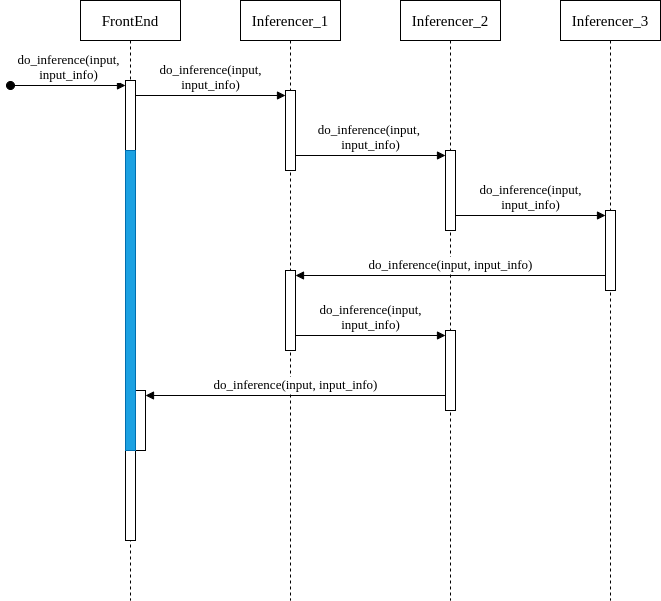 FrontEnd
Inferencer_1
Inferencer_2
Inferencer_3
do_inference(input,
input_info)
do_inference(input,
input_info)
do_inference(input,
input_info)
do_inference(input,
input_info)
do_inference(input, input_info)
do_inference(input,
input_info)
do_inference(input, input_info)